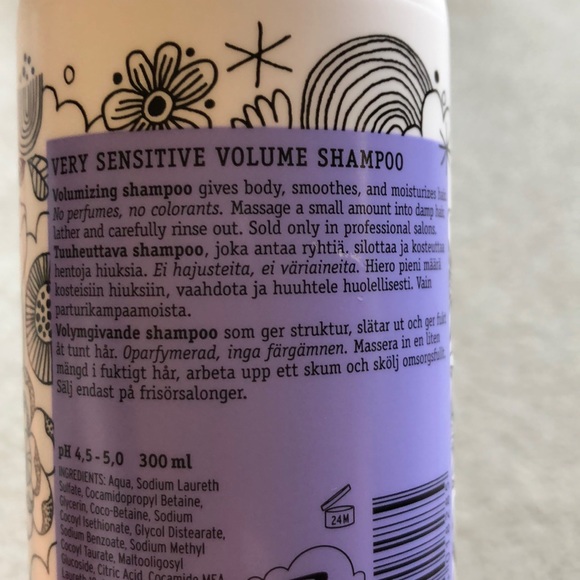 VERY SENSITIVE VOLUME SHAMPOO
Volumizing shampoo gives body, smoothes, and moisturizes
No perfumes, no colorants. Massage a small amount into damp hair,
lather and carefully rinse out. Sold only in professional salons.
Tuuheuttava shampoo, joka antaa ryhtiä. silottaa ja kosteuttaa
hentoja hiuksia. Ei hajusteita, ei väriaineita. Hiero pieni määrä
kosteisiin hiuksiin, vaahdota ja huuhtele huolellisesti. Vain
parturikampaamoista.
Volymgivande shampoo som ger struktur, slätar ut och ger fukt
åt tunt hår. Oparfymerad, inga färgämnen. Massera in en liten
mängd i fuktigt hår, arbeta upp ett skum och skölj omsorgsfullt.
Sälj endast på frisörsalonger.
pH 4,5-5,0 300 ml
INGREDIENTS: Aqua, Sodium Laureth
Sulfate, Cocamidopropyl Betaine,
Glycerin, Coco-Betaine, Sodium
Cocoyl Isethionate, Glycol Distearate,
Sodium Benzoate, Sodium Methyl
Cocoyl Taurate, Maltooligosyl
Glucoside, Citric Acid, Cocamide MEA,
24M